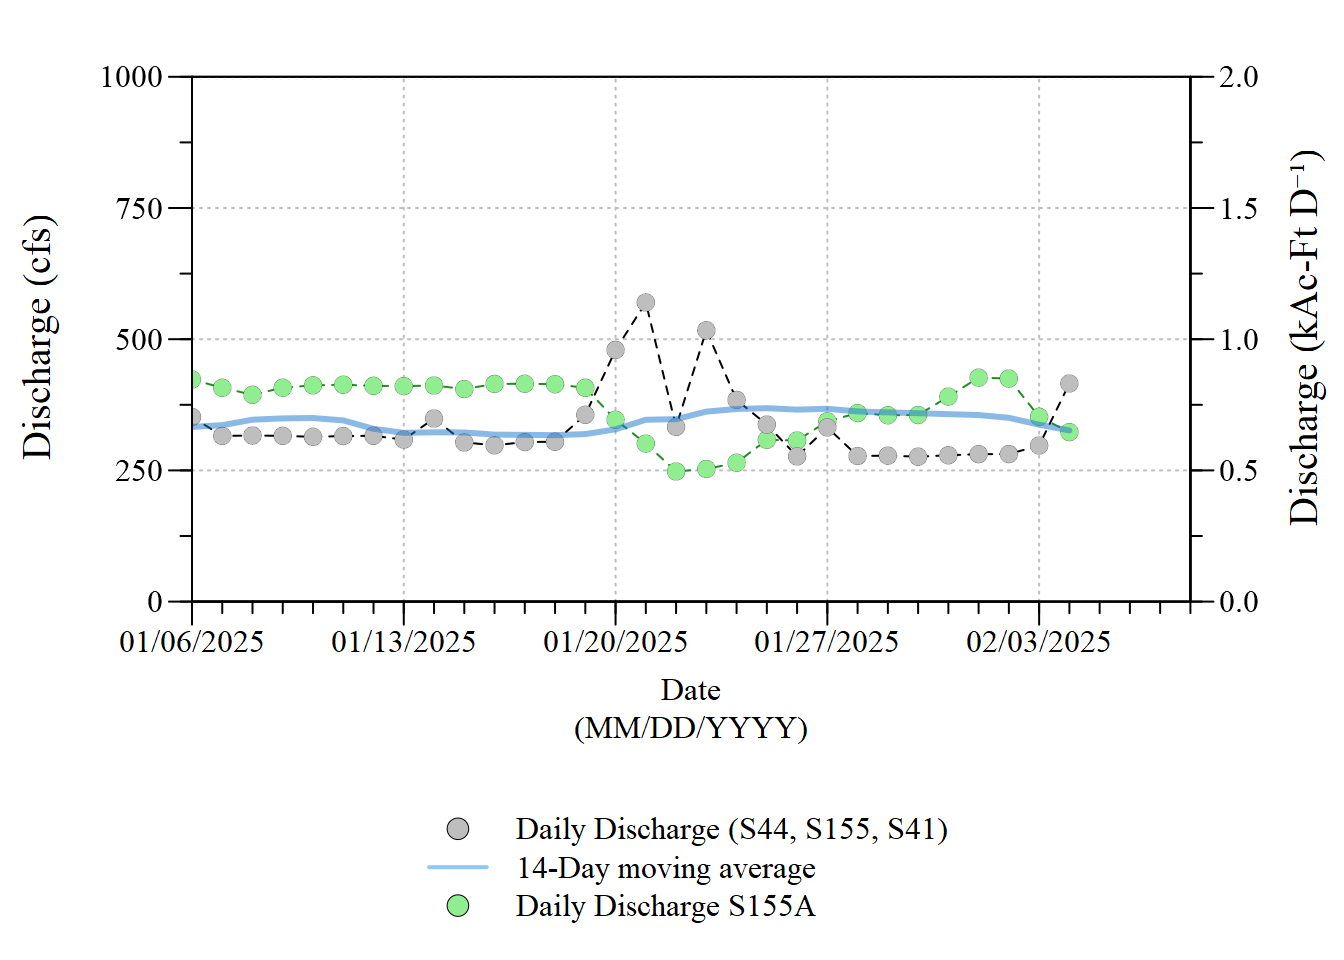 1000
750
500
250
0
2.0
1.5
1.0
0.5
0.0
Discharge (cfs)
Discharge (kAc-Ft D⁻¹)
01/06/2025 01/13/2025 01/20/2025 01/27/2025 02/03/2025
Date
(MM/DD/YYYY)
Daily Discharge (S44, S155, S41)
14-Day moving average
Daily Discharge S155A